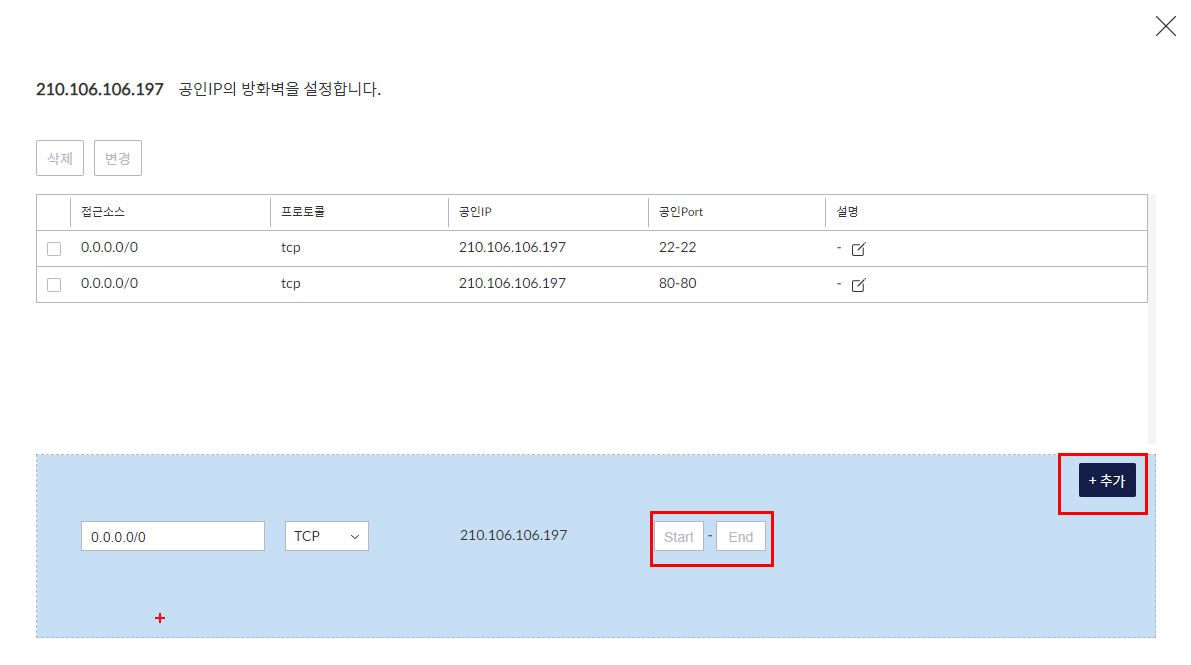 210.106.106.197 공인IP의 방화벽을 설정합니다.
삭제 변경
접근소스 프로토콜 공인IP 공인Port 설명
0.0.0.0/0 tcp 210.106.106.197 22-22 -
0.0.0.0/0 tcp 210.106.106.197 80-80 -
+ 추가
0.0.0.0/0 TCP 210.106.106.197 Start - End